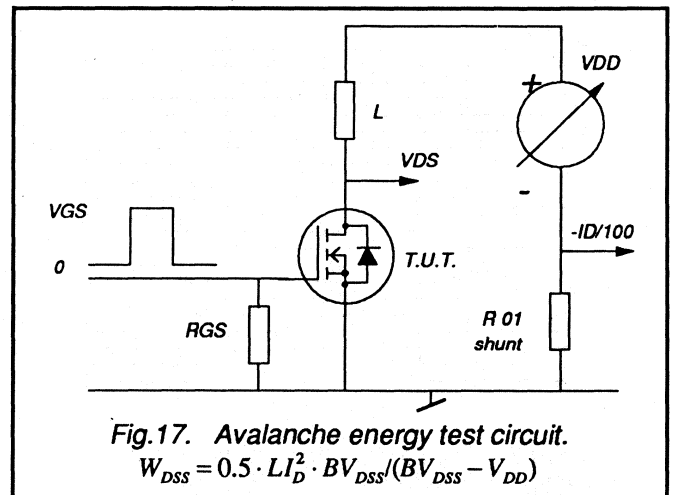 VDD
+
L
VDS
-
VGS
-ID/100
0
T.U.T.
RGS
R 01
shunt
Fig.17. Avalanche energy test circuit.
W_DSS = 0.5 · LI_D^2 · BV_DSS/(BV_DSS – V_DD)